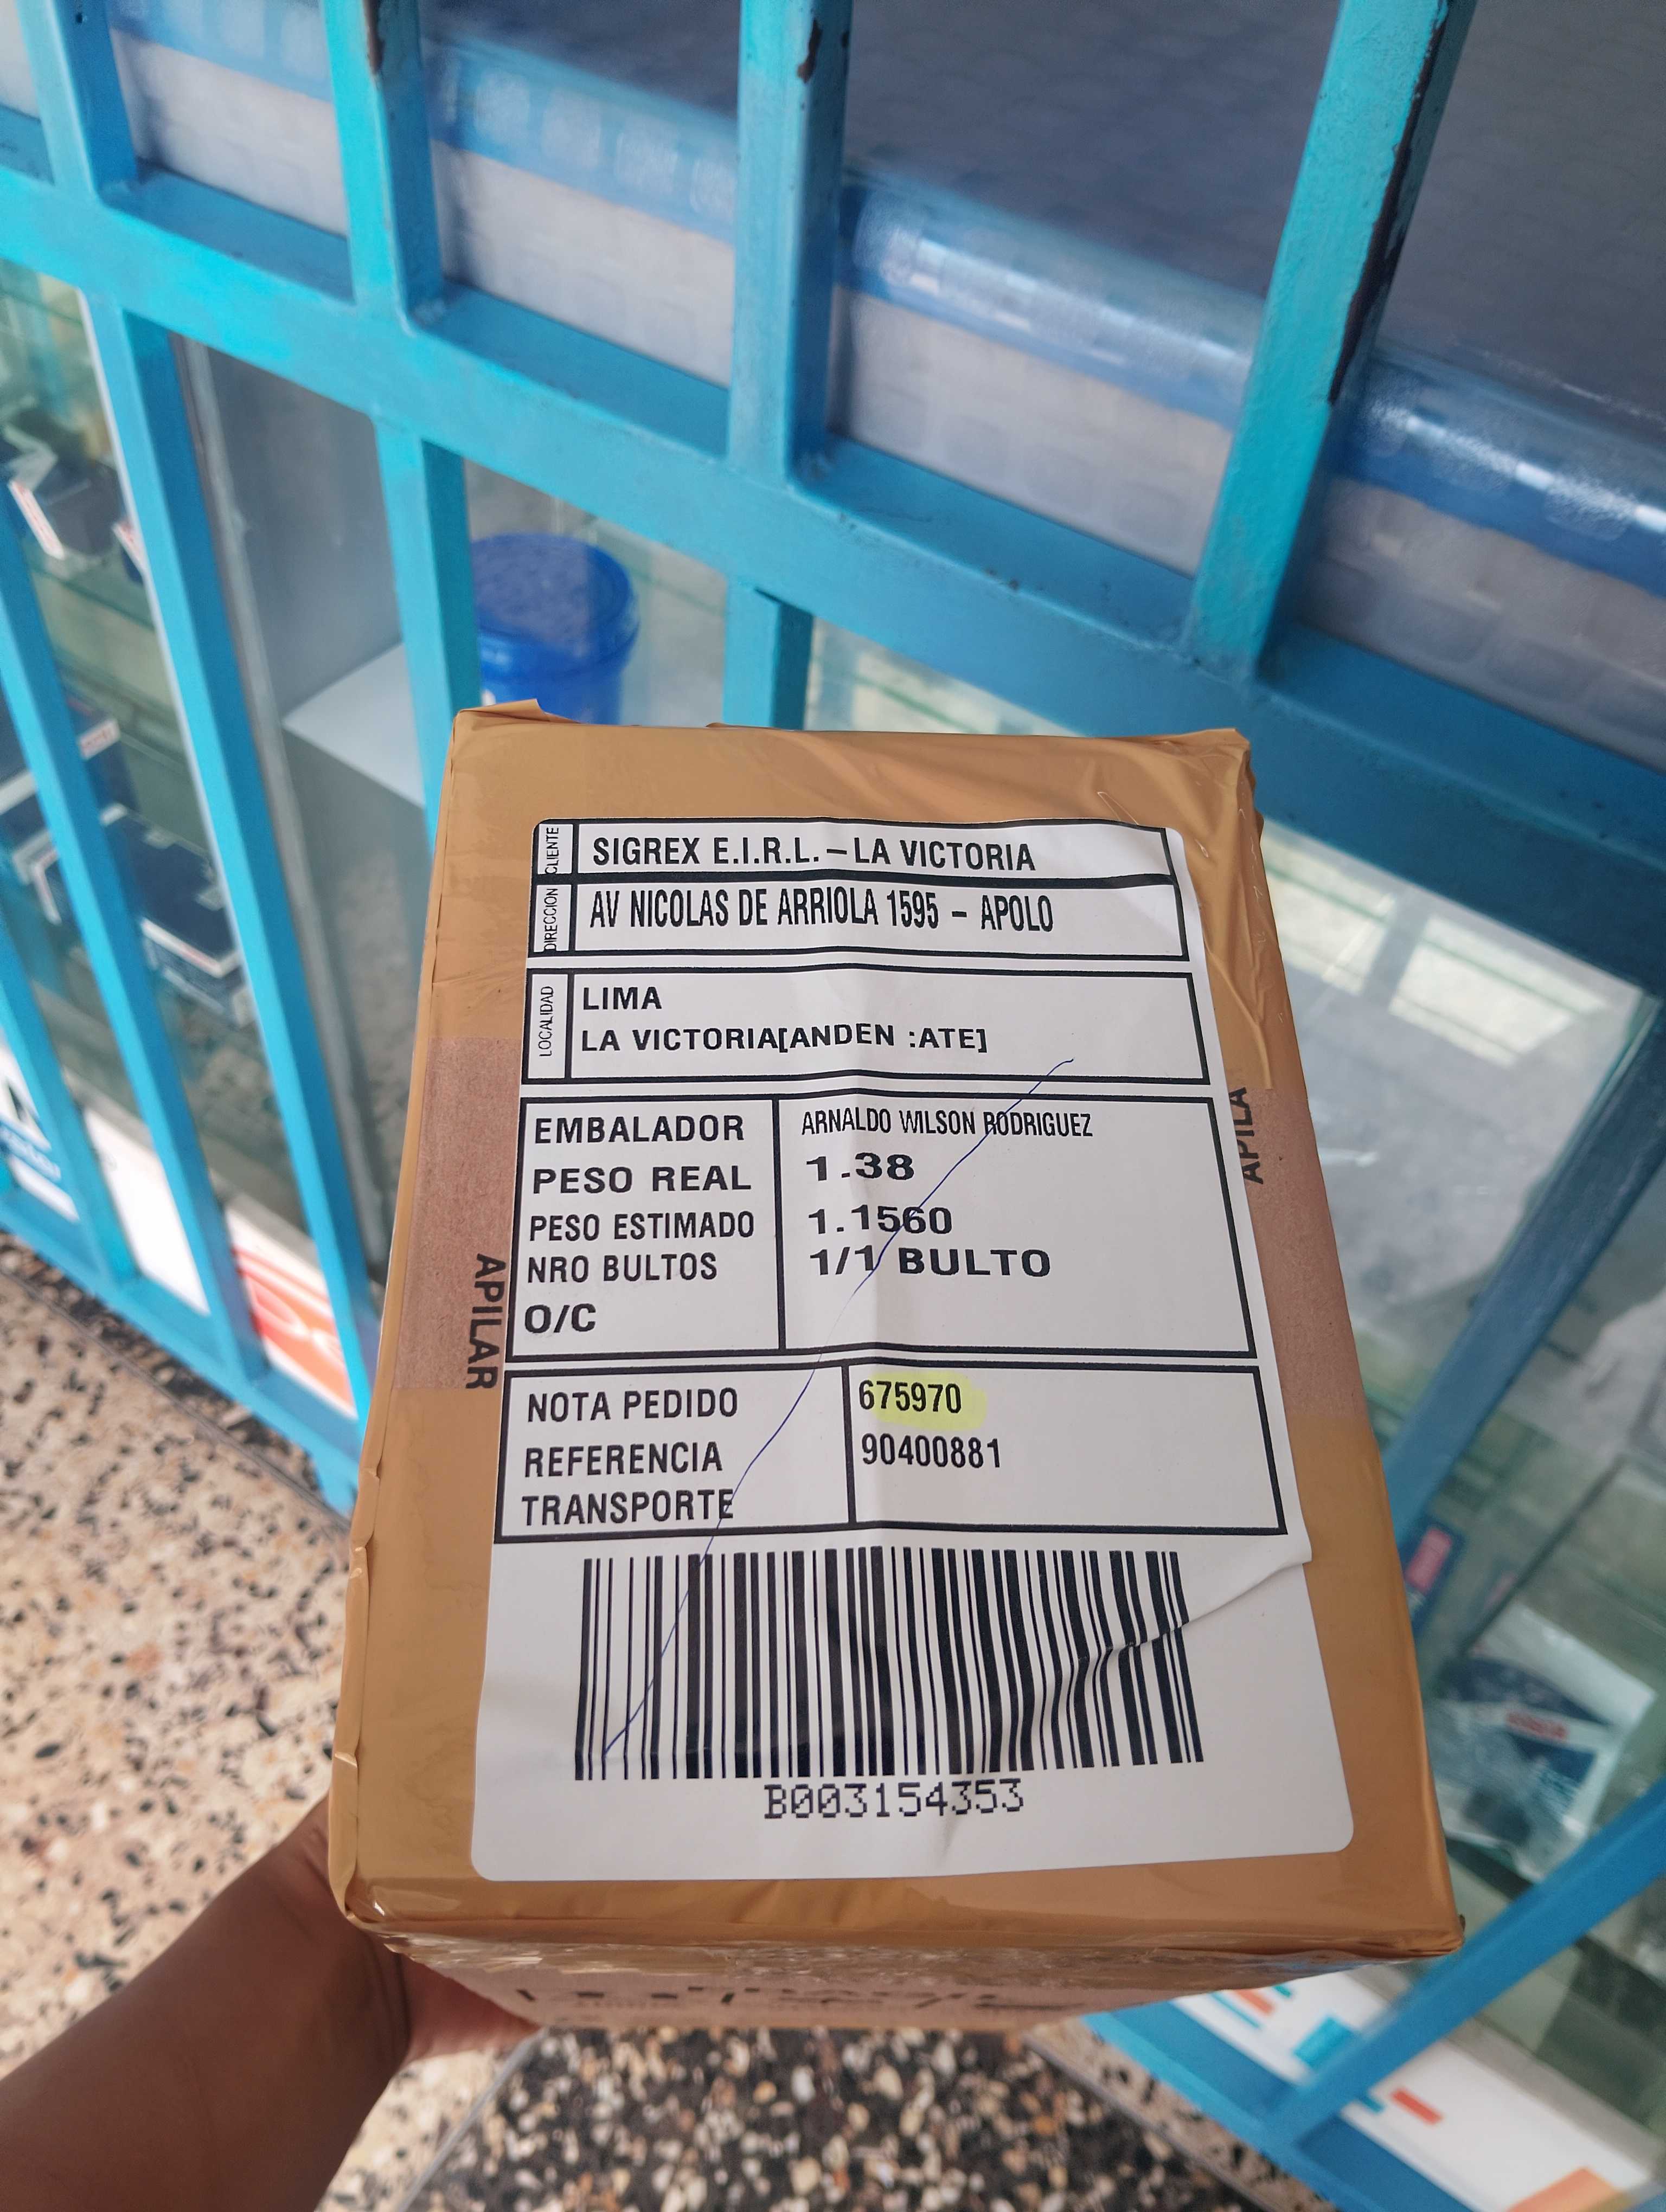 CLIENTE
SIGREX E.I.R.L. – LA VICTORIA
DIRECCION
AV NICOLAS DE ARRIOLA 1595 – APOLO
LOCALIDAD
LIMA
LA VICTORIA[ANDEN :ATE]
EMBALADOR ARNALDO WILSON RODRIGUEZ
PESO REAL 1.38
PESO ESTIMADO 1.1560
NRO BULTOS 1/1 BULTO
O/C
NOTA PEDIDO 675970
REFERENCIA 90400881
TRANSPORTE
B003154353
APILAR
APILA